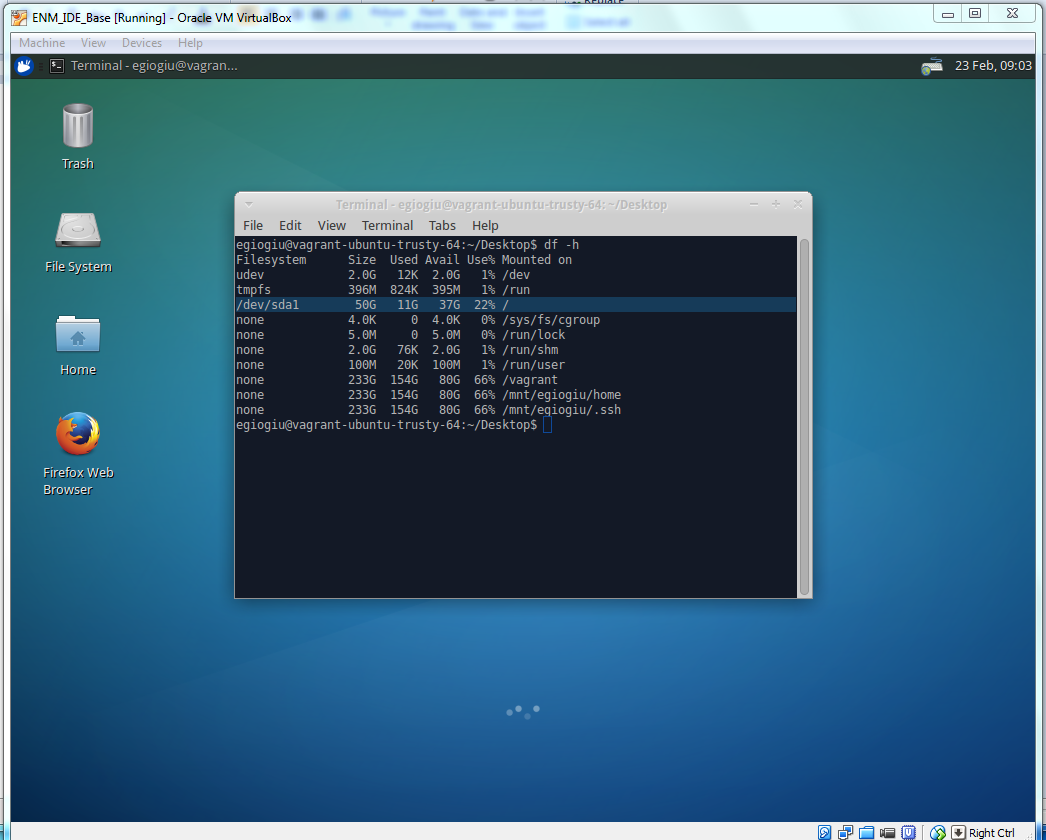 ENM_IDE_Base [Running] - Oracle VM VirtualBox
Machine View Devices Help
Terminal - egiogiu@vagran...
23 Feb, 09:03
Trash
File System
Home
Firefox Web
Browser
Terminal - egiogiu@vagrant-ubuntu-trusty-64: ~/Desktop
File Edit View Terminal Tabs Help
egiogiu@vagrant-ubuntu-trusty-64:~/Desktop$ df -h
Filesystem Size Used Avail Use% Mounted on
udev 2.0G 12K 2.0G 1% /dev
tmpfs 396M 824K 395M 1% /run
/dev/sda1 50G 11G 37G 22% /
none 4.0K 0 4.0K 0% /sys/fs/cgroup
none 5.0M 0 5.0M 0% /run/lock
none 2.0G 76K 2.0G 1% /run/shm
none 100M 20K 100M 1% /run/user
none 233G 154G 80G 66% /vagrant
none 233G 154G 80G 66% /mnt/egiogiu/home
none 233G 154G 80G 66% /mnt/egiogiu/.ssh
egiogiu@vagrant-ubuntu-trusty-64:~/Desktop$
Right Ctrl